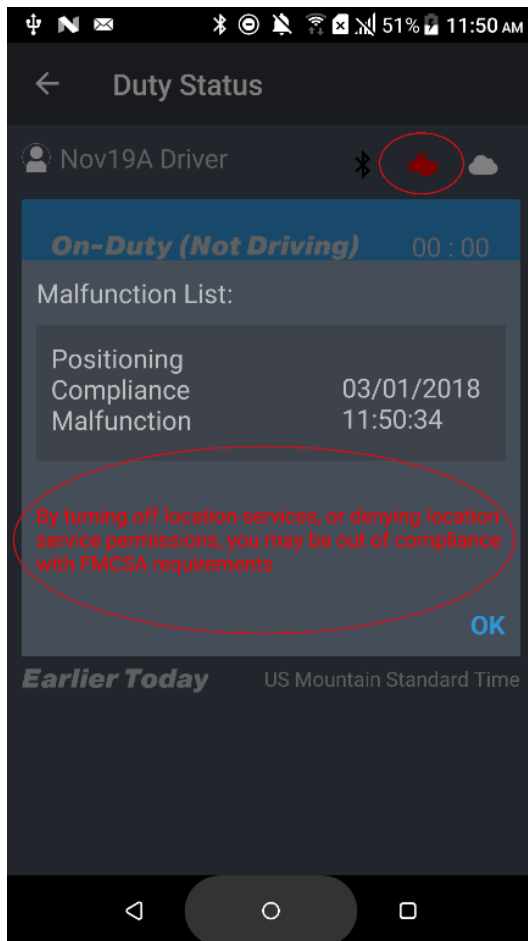 51% 11:50 AM
Duty Status
Nov19A Driver
On-Duty (Not Driving) 00 : 00
Malfunction List:
Positioning
Compliance 03/01/2018
Malfunction 11:50:34
By turning off location services, or denying location
service permissions, you may be out of compliance
with FMCSA requirements
OK
Earlier Today US Mountain Standard Time